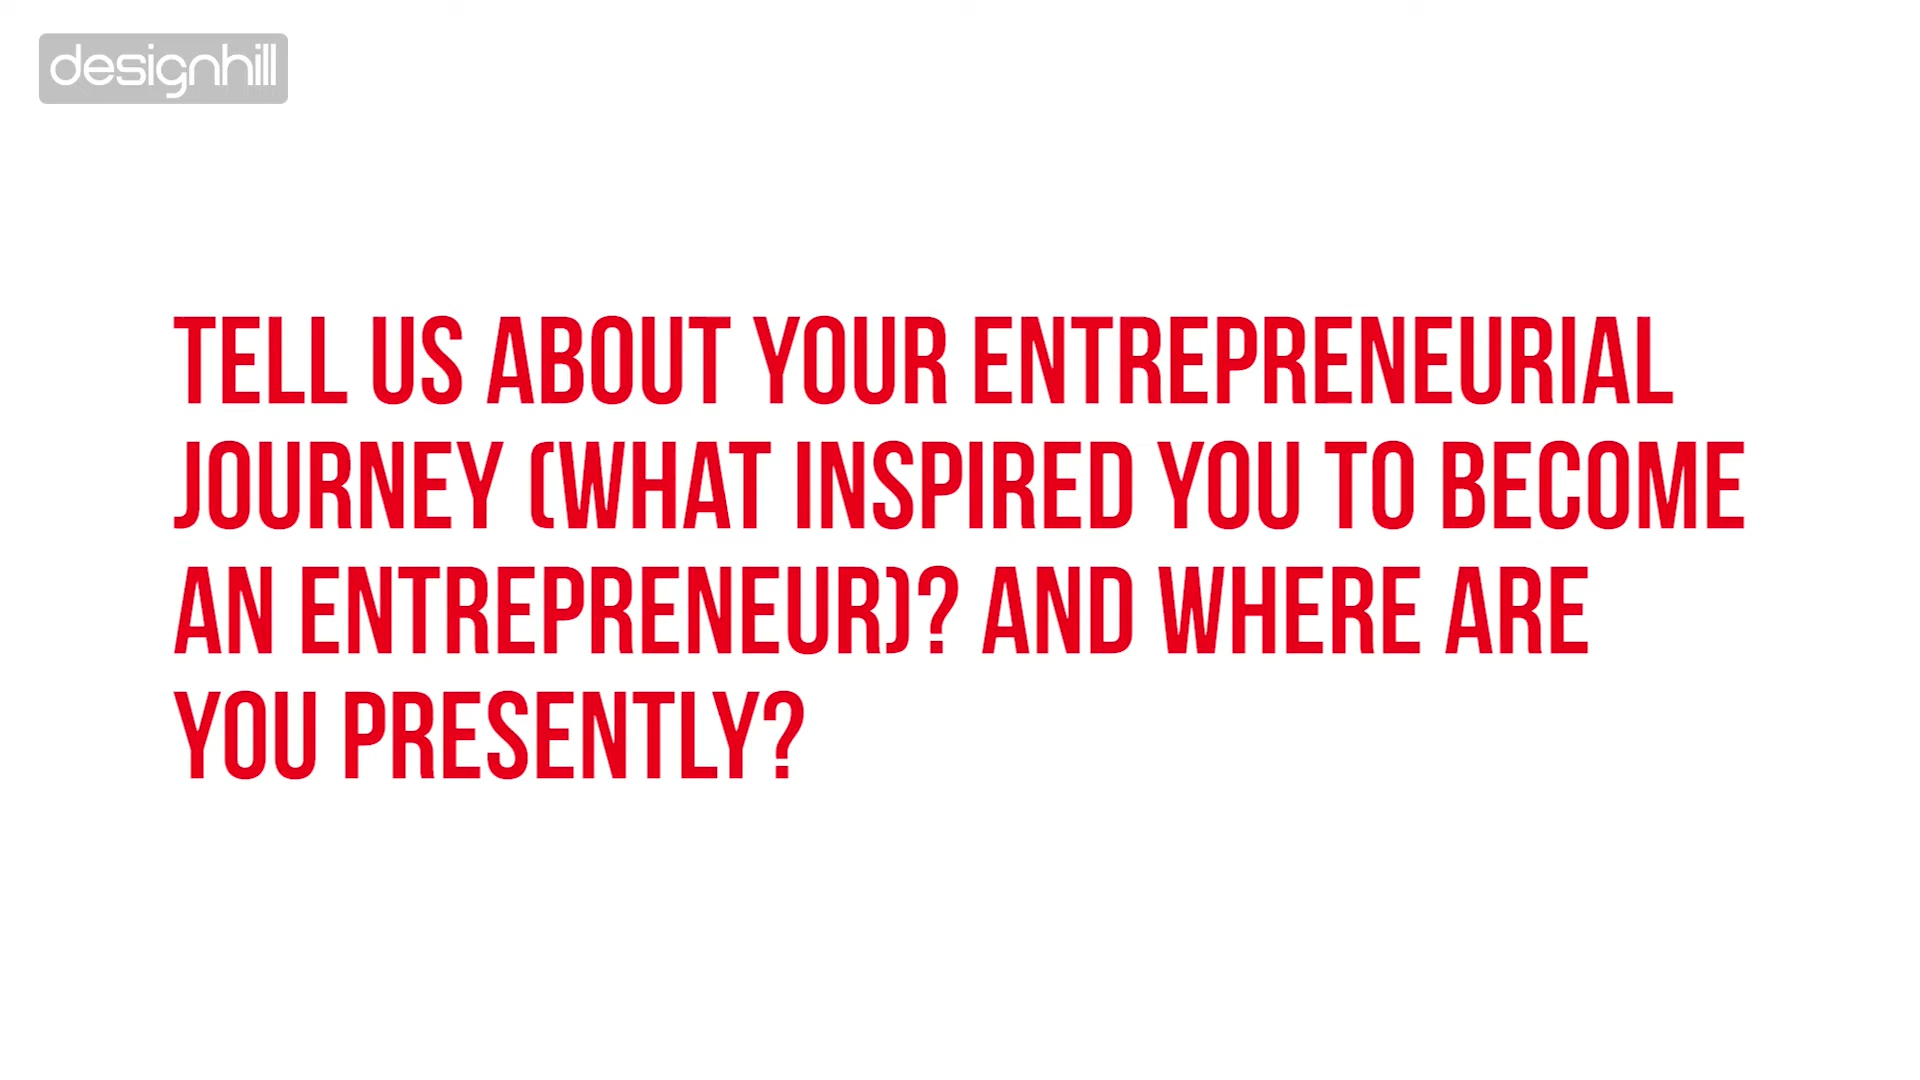 designhill
TELL US ABOUT YOUR ENTREPRENEURIAL
JOURNEY (WHAT INSPIRED YOU TO BECOME
AN ENTREPRENEUR)? AND WHERE ARE
YOU PRESENTLY?